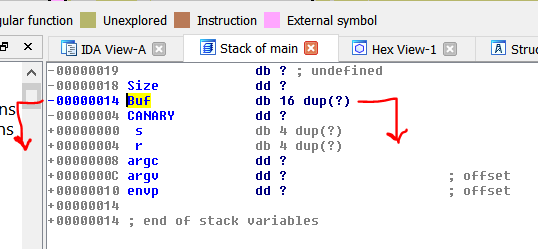 gular function Unexplored Instruction External symbol
IDA View-A Stack of main Hex View-1 Stru
-00000019 db ? ; undefined
-00000018 Size dd ?
-00000014 Buf db 16 dup(?)
-00000004 CANARY dd ?
+00000000 s db 4 dup(?)
+00000004 r db 4 dup(?)
+00000008 argc dd ?
+0000000C argv dd ? ; offset
+00000010 envp dd ? ; offset
+00000014
+00000014 ; end of stack variables
ns
ns